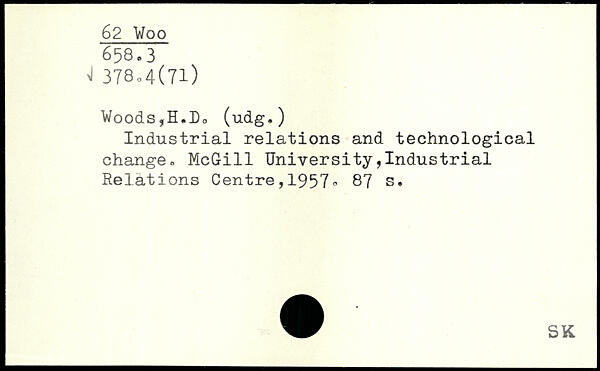 62 Woo
658.3
√ 378.4(71)
Woods,H.D. (udg.)
Industrial relations and technological
change. McGill University,Industrial
Relations Centre,1957. 87 s.
SK